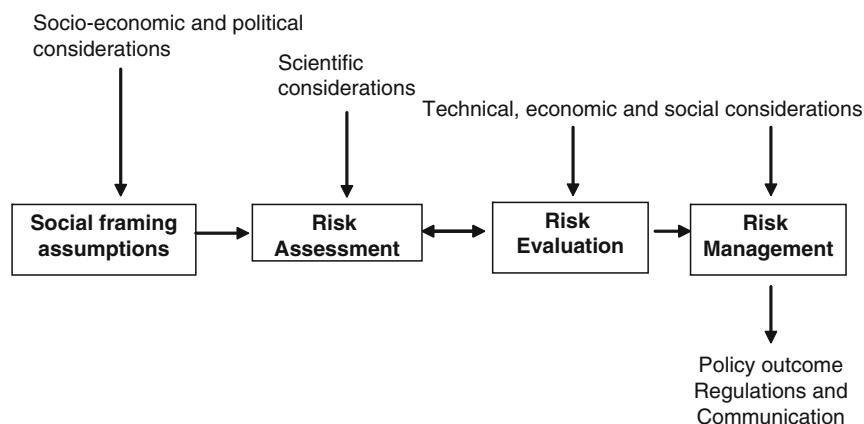 Socio-economic and political
considerations
Scientific
considerations
Technical, economic and social considerations
Social framing
assumptions
Risk
Assessment
Risk
Evaluation
Risk
Management
Policy outcome
Regulations and
Communication